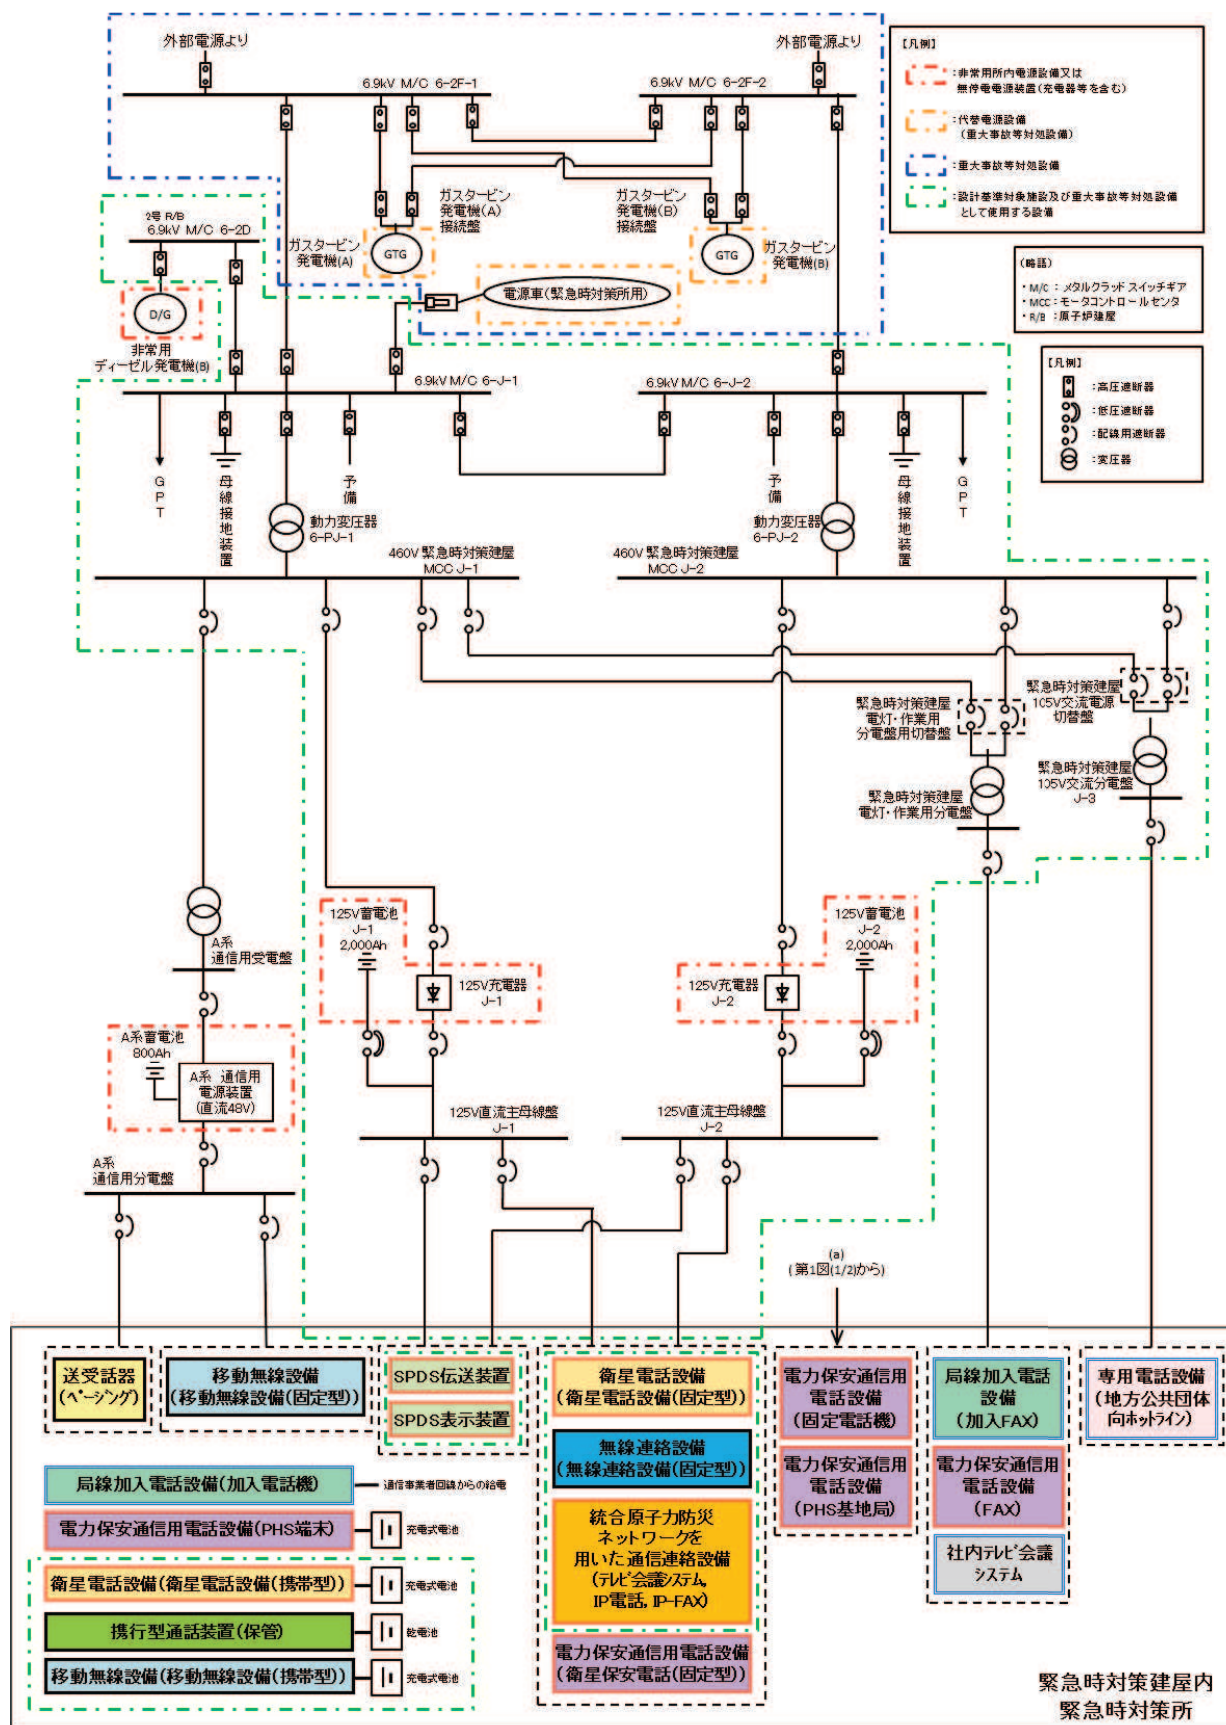 外部電源より
外部電源より
6.9kV M/C 6-2F-1
6.9kV M/C 6-2F-2
【凡例】
:非常用所内電源設備又は
無停電電源装置(充電器等を含む)
:代替電源設備
(重大事故等対処設備)
:重大事故等対処設備
:設計基準対象施設及び重大事故等対処設備
として使用する設備
ガスタービン
発電機(A)
接続盤
ガスタービン
発電機(B)
接続盤
2号 R/B
6.9kV M/C 6-2D
ガスタービン
発電機(A)
GTG
GTG
ガスタービン
発電機(B)
(略語)
・M/C : メタルクラッドスイッチギア
・MCC : モータコントロールセンタ
・R/B : 原子炉建屋
電源車(緊急時対策所用)
D/G
非常用
ディーゼル発電機(B)
【凡例】
:高圧遮断器
:低圧遮断器
:配線用遮断器
:変圧器
6.9kV M/C 6-J-1
6.9kV M/C 6-J-2
GPT
母線接地装置
予備
予備
母線接地装置
GPT
動力変圧器
6-PJ-1
動力変圧器
6-PJ-2
460V 緊急時対策建屋
MCC J-1
460V 緊急時対策建屋
MCC J-2
緊急時対策建屋
電灯・作業用
分電盤用切替盤
緊急時対策建屋
105V交流電源
切替盤
緊急時対策建屋
電灯・作業用分電盤
緊急時対策建屋
105V交流分電盤
J-3
A系
通信用受電盤
125V蓄電池
J-1
2,000Ah
125V充電器
J-1
125V蓄電池
J-2
2,000Ah
125V充電器
J-2
A系蓄電池
800Ah
A系 通信用
電源装置
(直流48V)
125V直流主母線盤
J-1
125V直流主母線盤
J-2
A系
通信用分電盤
(a)
(第1図(1/2)から)
送受話器
(ページング)
移動無線設備
(移動無線設備(固定型))
SPDS伝送装置
SPDS表示装置
衛星電話設備
(衛星電話設備(固定型))
無線連絡設備
(無線連絡設備(固定型))
統合原子力防災
ネットワークを
用いた通信連絡設備
(テレビ会議システム,
IP電話, IP-FAX)
電力保安通信用電話設備
(衛星保安電話(固定型))
電力保安通信用
電話設備
(固定電話機)
電力保安通信用
電話設備
(PHS基地局)
局線加入電話
設備
(加入FAX)
電力保安通信用
電話設備
(FAX)
社内テレビ会議
システム
専用電話設備
(地方公共団体
向ホットライン)
局線加入電話設備(加入電話機)
通信事業者回線からの給電
電力保安通信用電話設備(PHS端末)
充電式電池
衛星電話設備(衛星電話設備(携帯型))
充電式電池
携行型通話装置(保管)
乾電池
移動無線設備(移動無線設備(携帯型))
充電式電池
緊急時対策建屋内
緊急時対策所